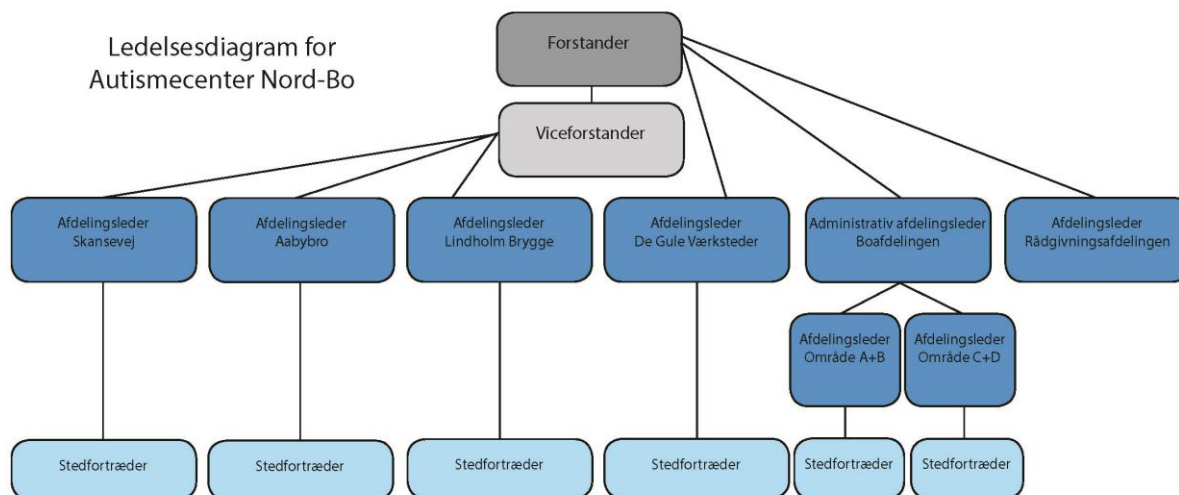 Ledelsesdiagram for
Autismecenter Nord-Bo
Forstander
Viceforstander
Afdelingsleder
Skansevej
Afdelingsleder
Aabybro
Afdelingsleder
Lindholm Brygge
Afdelingsleder
De Gule Værksteder
Administrativ afdelingsleder
Boafdelingen
Afdelingsleder
Rådgivningsafdelingen
Afdelingsleder
Område A+B
Afdelingsleder
Område C+D
Stedfortræder
Stedfortræder
Stedfortræder
Stedfortræder
Stedfortræder
Stedfortræder